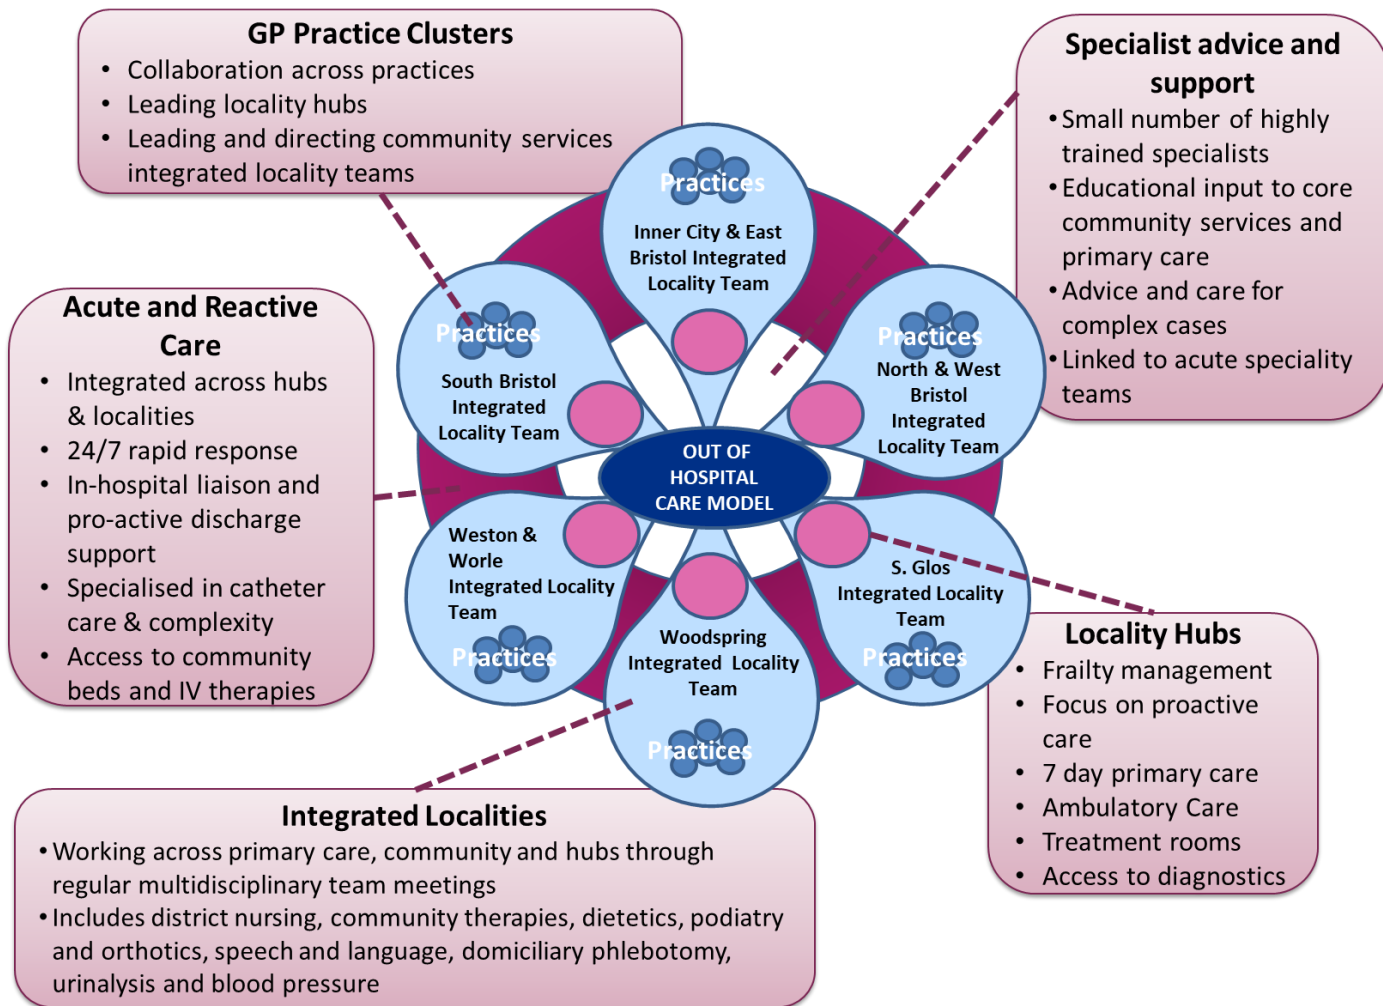 GP Practice Clusters
• Collaboration across practices
• Leading locality hubs
• Leading and directing community services
integrated locality teams
Specialist advice and
support
• Small number of highly
trained specialists
• Educational input to core
community services and
primary care
• Advice and care for
complex cases
• Linked to acute speciality
teams
Acute and Reactive
Care
• Integrated across hubs
& localities
• 24/7 rapid response
• In-hospital liaison and
pro-active discharge
support
• Specialised in catheter
care & complexity
• Access to community
beds and IV therapies
Practices
Inner City & East
Bristol Integrated
Locality Team
Practices
South Bristol
Integrated
Locality Team
Practices
North & West
Bristol
Integrated
Locality Team
OUT OF
HOSPITAL
CARE MODEL
Weston &
Worle
Integrated Locality
Team
Practices
S. Glos
Integrated Locality
Team
Practices
Woodspring
Integrated Locality
Team
Practices
Locality Hubs
• Frailty management
• Focus on proactive
care
• 7 day primary care
• Ambulatory Care
• Treatment rooms
• Access to diagnostics
Integrated Localities
• Working across primary care, community and hubs through
regular multidisciplinary team meetings
• Includes district nursing, community therapies, dietetics, podiatry
and orthotics, speech and language, domiciliary phlebotomy,
urinalysis and blood pressure